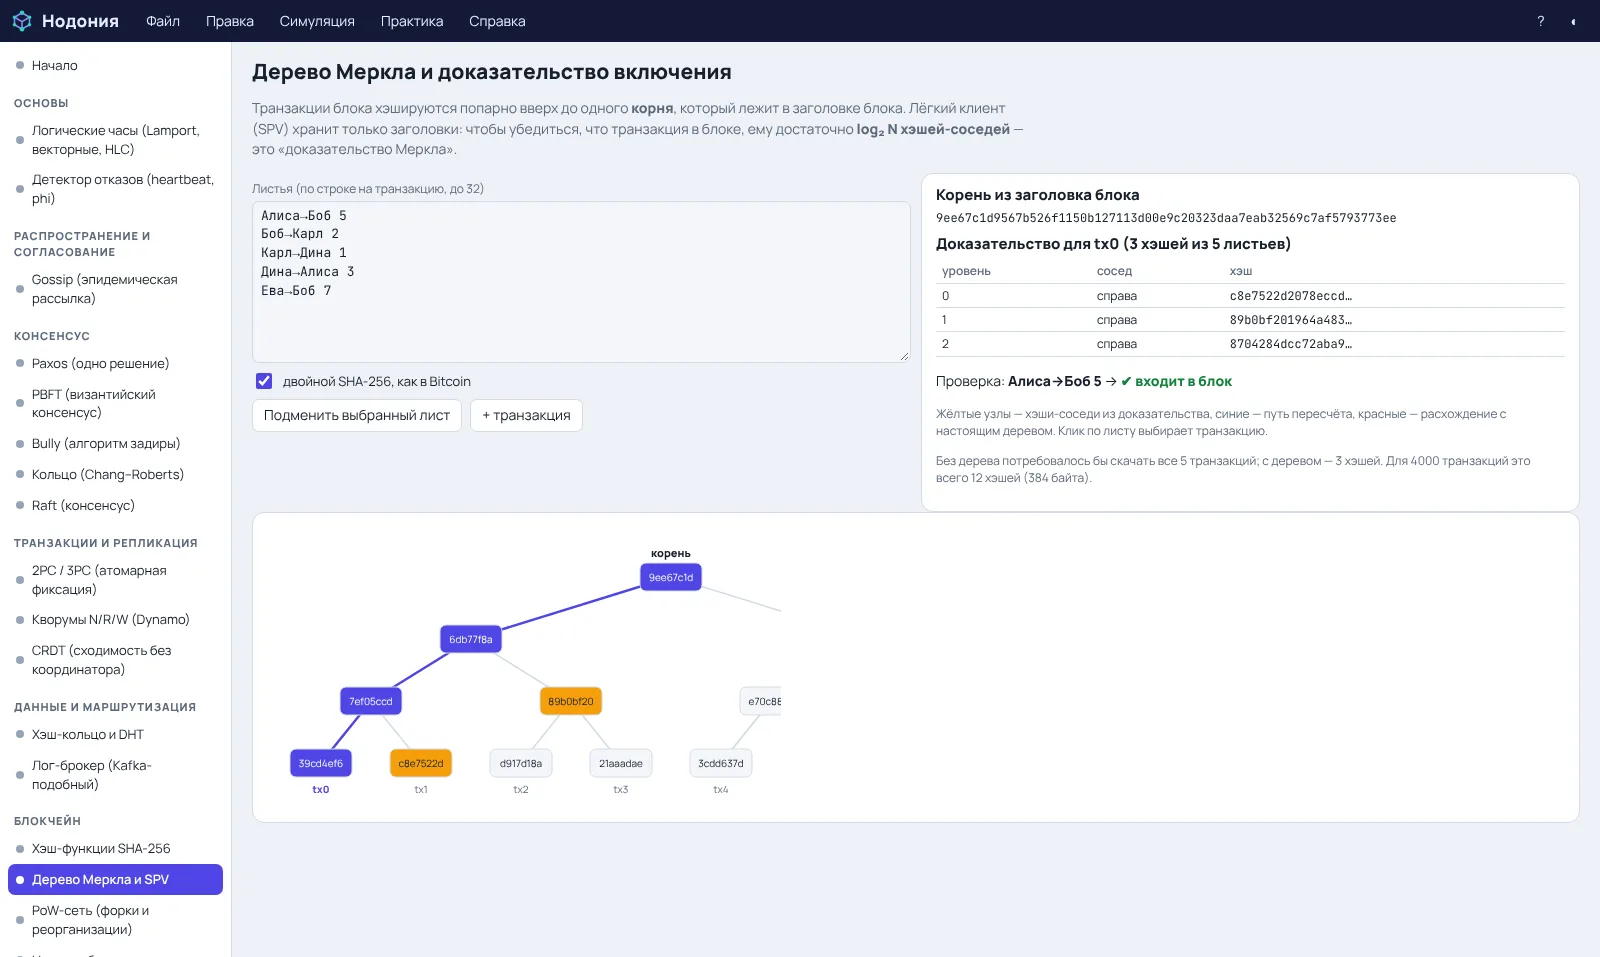 Нодония
Файл
Правка
Симуляция
Практика
Справка
?
Начало
ОСНОВЫ
Логические часы (Lamport,
векторные, HLC)
Детектор отказов (heartbeat,
phi)
РАСПРОСТРАНЕНИЕ И
СОГЛАСОВАНИЕ
Gossip (эпидемическая
рассылка)
КОНСЕНСУС
Paxos (одно решение)
PBFT (византийский
консенсус)
Bully (алгоритм задиры)
Кольцо (Chang–Roberts)
Raft (консенсус)
ТРАНЗАКЦИИ И РЕПЛИКАЦИЯ
2PC / 3PC (атомарная
фиксация)
Кворумы N/R/W (Dynamo)
CRDT (сходимость без
координатора)
ДАННЫЕ И МАРШРУТИЗАЦИЯ
Хэш-кольцо и DHT
Лог-брокер (Kafka-
подобный)
БЛОКЧЕЙН
Хэш-функции SHA-256
Дерево Меркла и SPV
PoW-сеть (форки и
реорганизации)
Дерево Меркла и доказательство включения
Транзакции блока хэшируются попарно вверх до одного корня, который лежит в заголовке блока. Лёгкий клиент
(SPV) хранит только заголовки: чтобы убедиться, что транзакция в блоке, ему достаточно log₂ N хэшей-соседей —
это «доказательство Меркла».
Листья (по строке на транзакцию, до 32)
Алиса→Боб 5
Боб→Карл 2
Карл→Дина 1
Дина→Алиса 3
Ева→Боб 7
двойной SHA-256, как в Bitcoin
Подменить выбранный лист
+ транзакция
Корень из заголовка блока
9ee67c1d9567b526f1150b127113d00e9c20323daa7eab32569c7af5793773ee
Доказательство для tx0 (3 хэшей из 5 листьев)
уровень сосед хэш
0 справа c8e7522d2078eccd…
1 справа 89b0bf201964a483…
2 справа 8704284dcc72aba9…
Проверка: Алиса→Боб 5 → ✔ входит в блок
Жёлтые узлы — хэши-соседи из доказательства, синие — путь пересчёта, красные — расхождение с
настоящим деревом. Клик по листу выбирает транзакцию.
Без дерева потребовалось бы скачать все 5 транзакций; с деревом — 3 хэшей. Для 4000 транзакций это
всего 12 хэшей (384 байта).
корень
9ee67c1d
6db77f8a
7ef05ccd
89b0bf20
e70c88
39cd4ef6
c8e7522d
d917d18a
21aaadae
3cdd637d
tx0
tx1
tx2
tx3
tx4